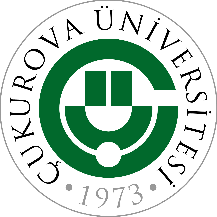 ÇUKUROVA ÜNİVERSİTESİ
• 1973 •